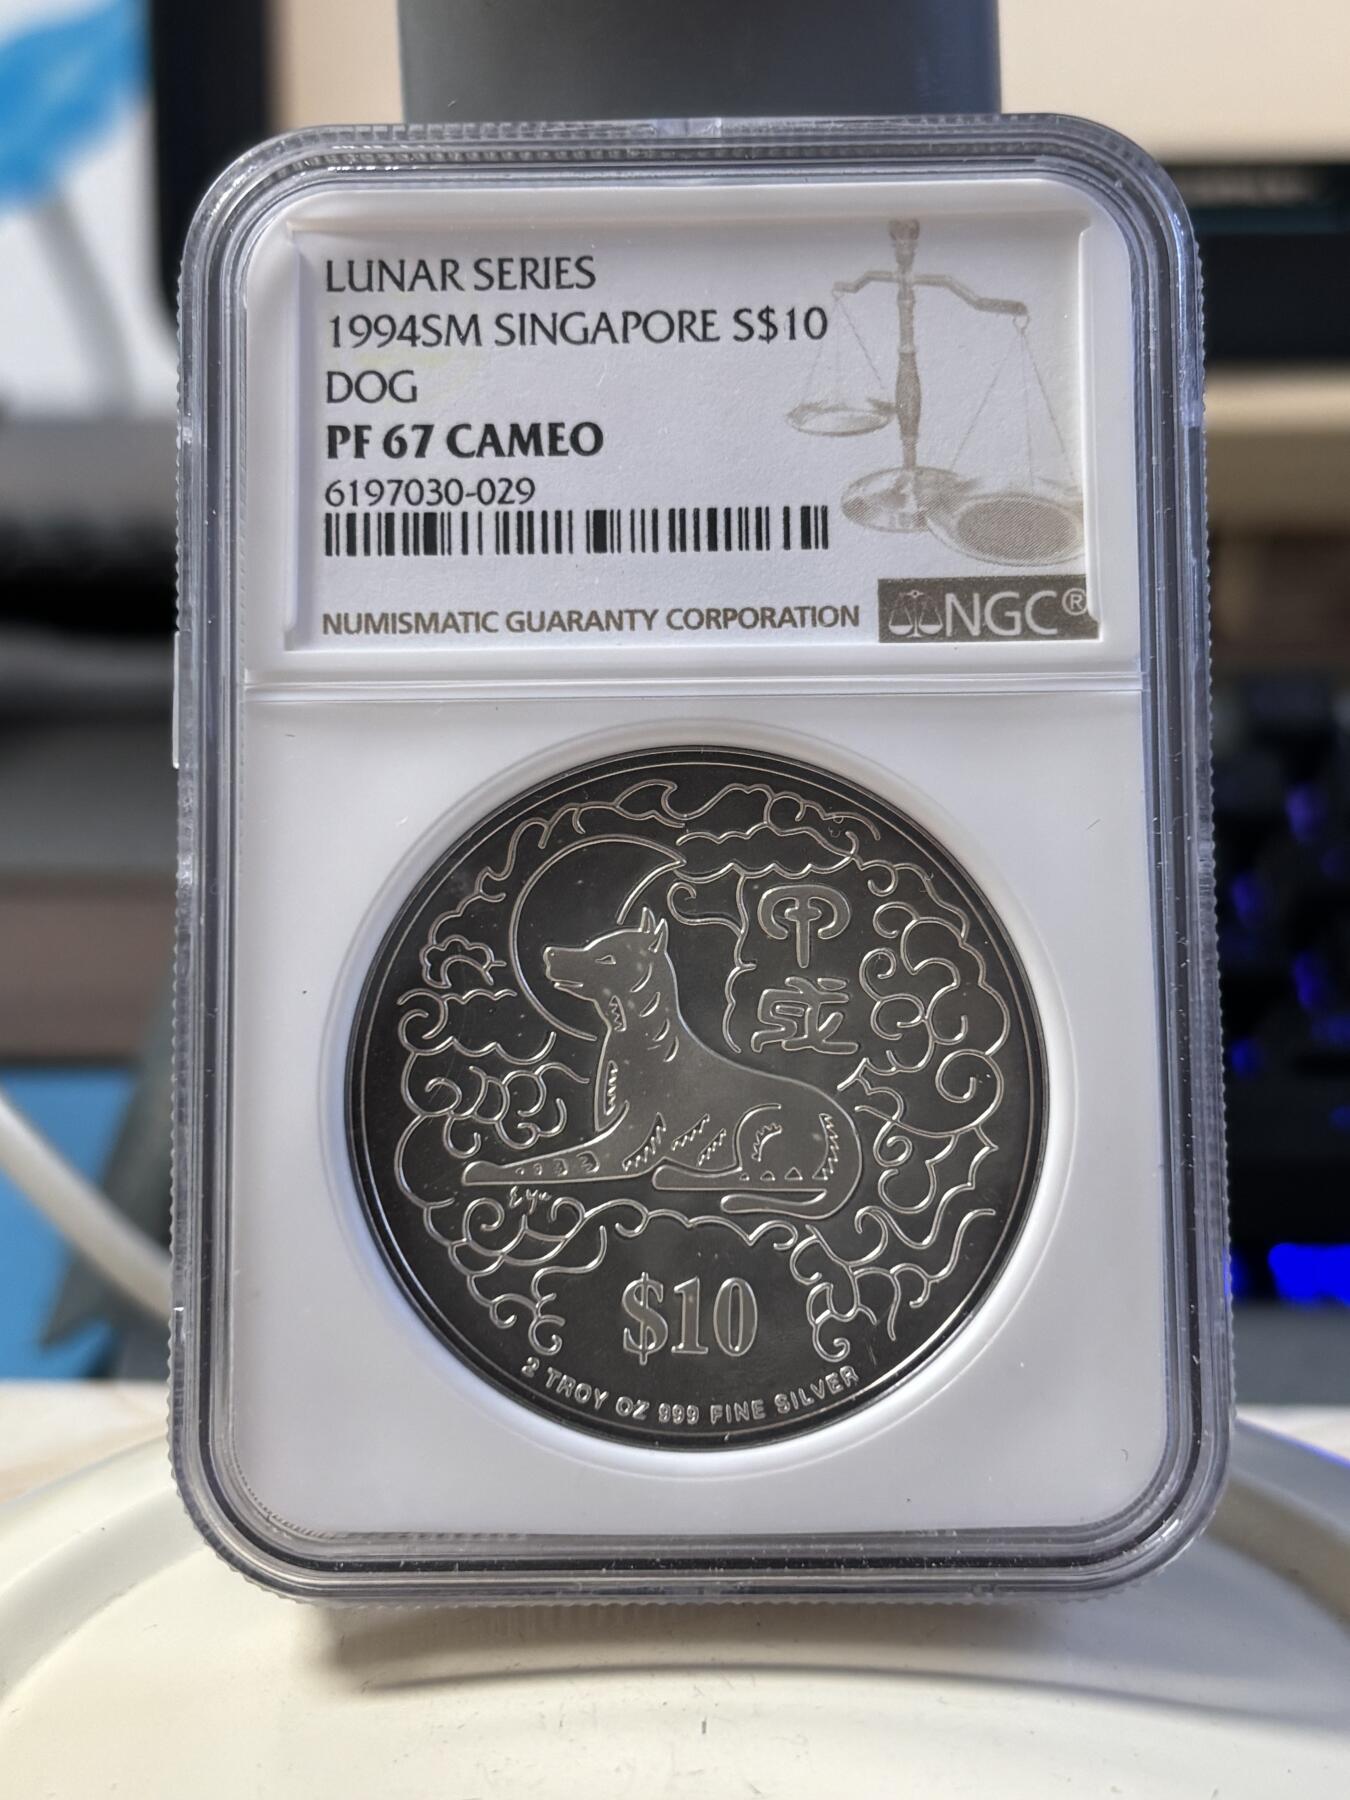 LUNAR SERIES
1994SM SINGAPORE S$10
DOG
PF 67 CAMEO
6197030-029
NUMISMATIC GUARANTY CORPORATION
NGC®
甲
戌
$10
2 TROY OZ 999 FINE SILVER